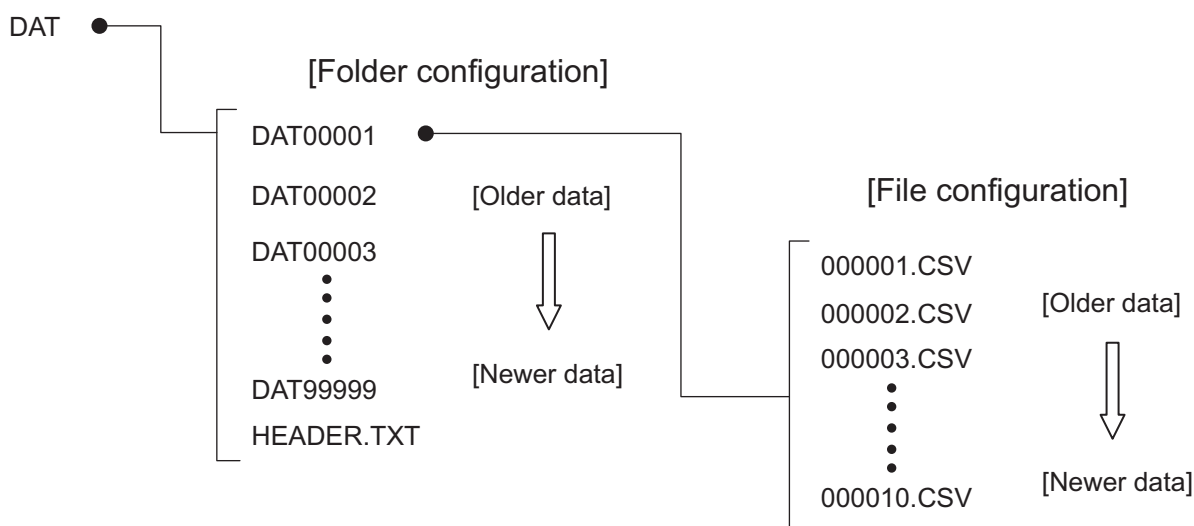 DAT
[Folder configuration]
DAT00001
DAT00002
[Older data]
DAT00003
[Newer data]
DAT99999
HEADER.TXT
[File configuration]
000001.CSV
000002.CSV
[Older data]
000003.CSV
000010.CSV
[Newer data]